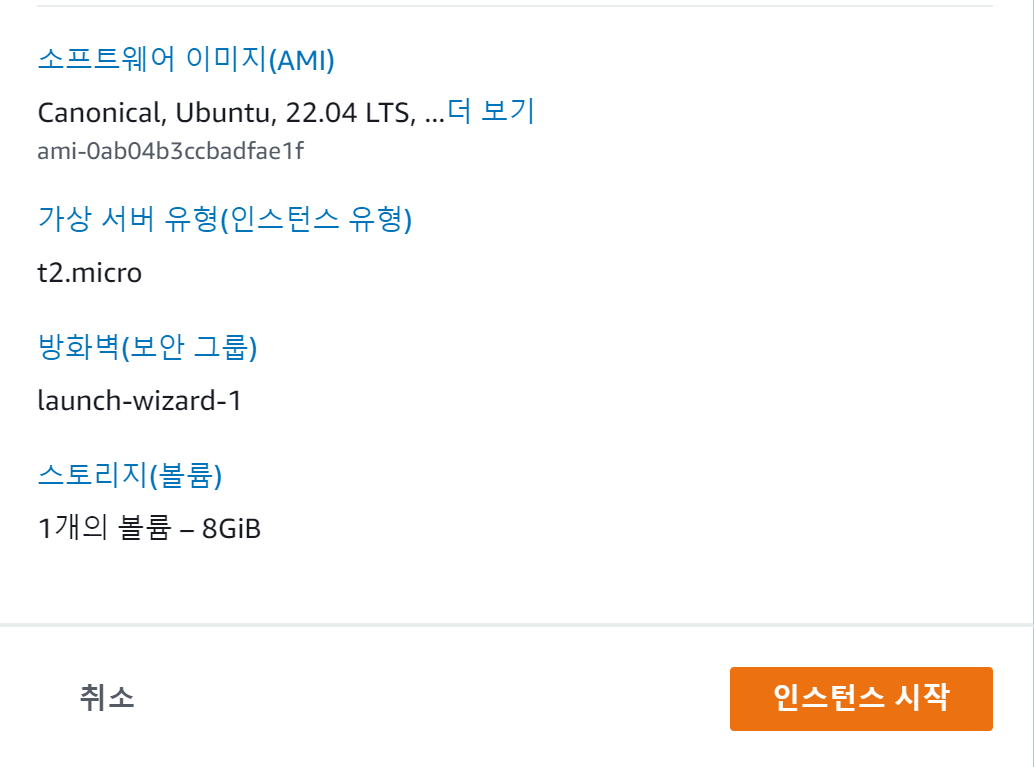 소프트웨어 이미지(AMI)
Canonical, Ubuntu, 22.04 LTS, ...더 보기
ami-0ab04b3ccbadfae1f
가상 서버 유형(인스턴스 유형)
t2.micro
방화벽(보안 그룹)
launch-wizard-1
스토리지(볼륨)
1개의 볼륨 – 8GiB
취소
인스턴스 시작